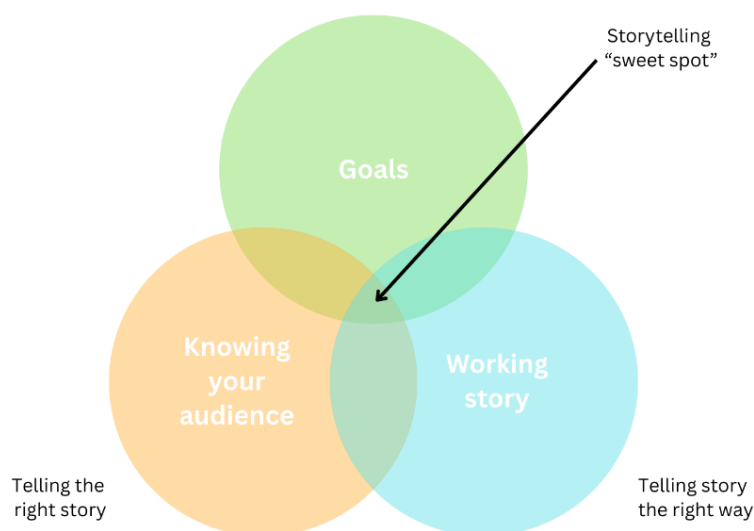 Storytelling
“sweet spot”
Goals
Knowing
your
audience
Working
story
Telling the
right story
Telling story
the right way